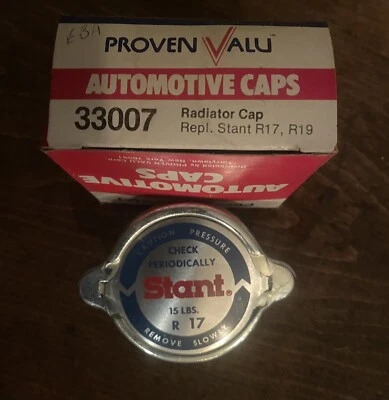 E3A
PROVEN VALU
AUTOMOTIVE CAPS
33007
Radiator Cap
Repl. Stant R17, R19
AUTOMOTIVE
CAPS
CAUTION PRESSURE
CHECK
PERIODICALLY
Stant®
15 LBS.
R 17
REMOVE SLOWLY